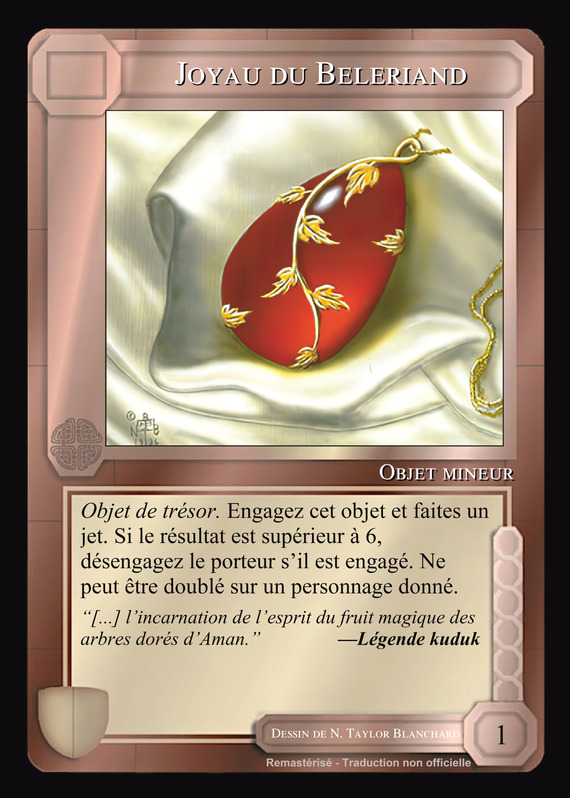 Joyau du Beleriand
Objet mineur
Objet de trésor. Engagez cet objet et faites un
jet. Si le résultat est supérieur à 6,
désengagez le porteur s’il est engagé. Ne
peut être doublé sur un personnage donné.
“[...] l’incarnation de l’esprit du fruit magique des
arbres dorés d’Aman.” —Légende kuduk
Dessin de N. Taylor Blanchard
1
Remastérisé - Traduction non officielle